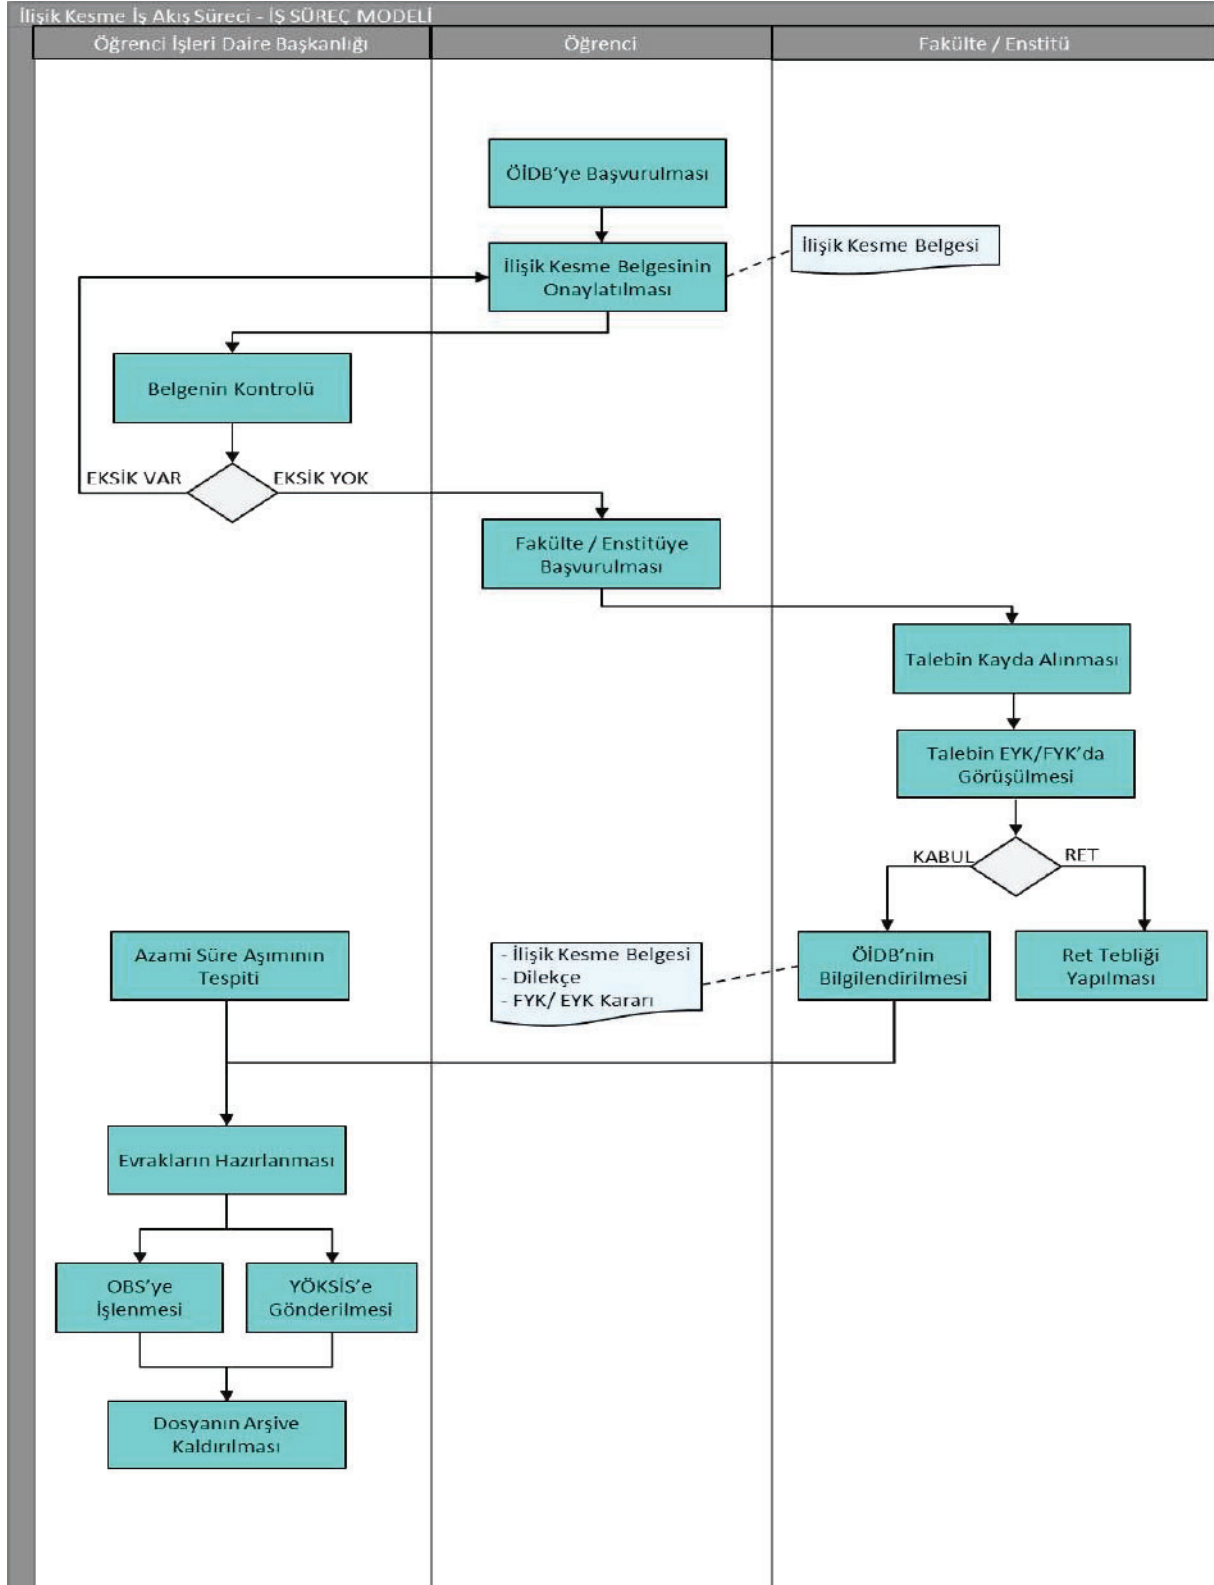 İlişik Kesme İş Akış Süreci - İŞ SÜREÇ MODELİ
Öğrenci İşleri Daire Başkanlığı
Öğrenci
Fakülte / Enstitü
ÖİDB'ye Başvurulması
İlişik Kesme Belgesinin
Onaylatılması
İlişik Kesme Belgesi
Belgenin Kontrolü
EKSİK VAR
EKSİK YOK
Fakülte / Enstitüye
Başvurulması
Talebin Kayda Alınması
Talebin EYK/FYK'da
Görüşülmesi
KABUL
RET
Azami Süre Aşımının
Tespiti
- İlişik Kesme Belgesi
- Dilekçe
- FYK/ EYK Kararı
ÖİDB'nin
Bilgilendirilmesi
Ret Tebliği
Yapılması
Evrakların Hazırlanması
OBS'ye
İşlenmesi
YÖKSİS'e
Gönderilmesi
Dosyanın Arşive
Kaldırılması